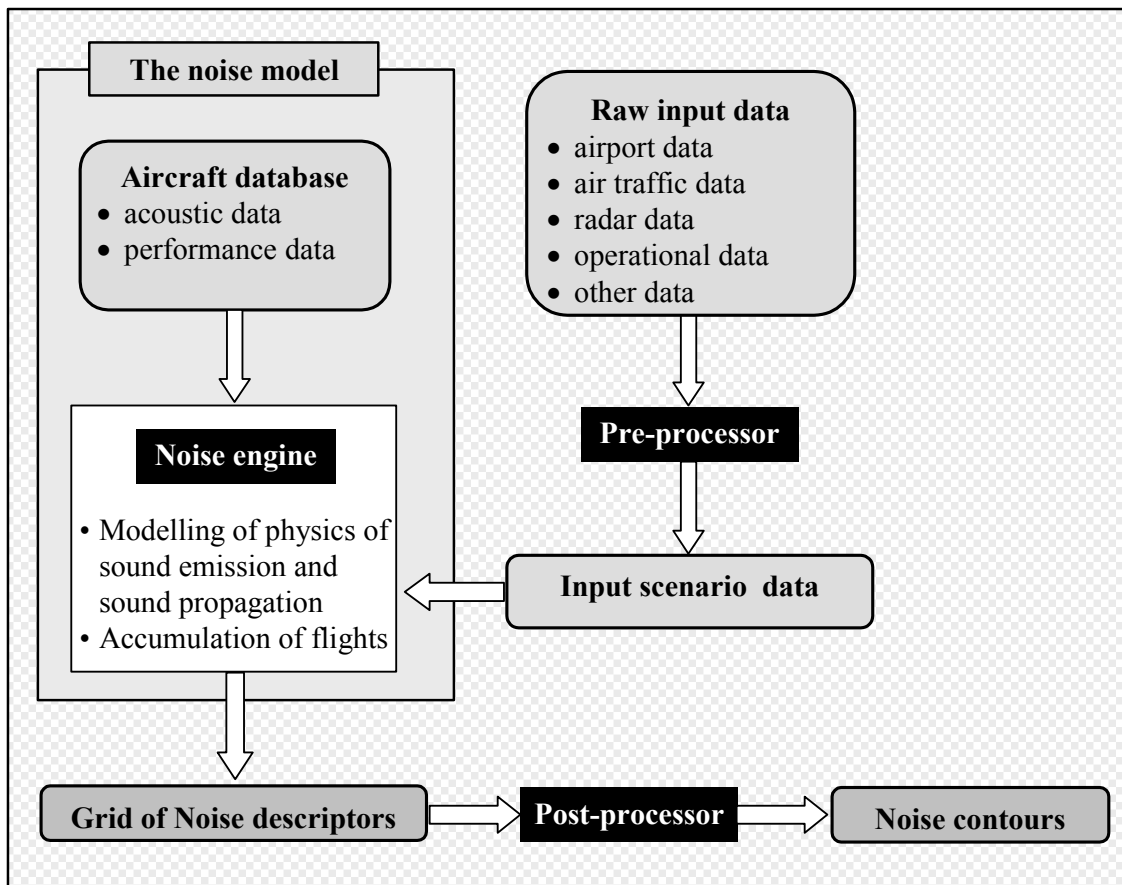 The noise model
Aircraft database
• acoustic data
• performance data
Noise engine
• Modelling of physics of
sound emission and
sound propagation
• Accumulation of flights
Raw input data
• airport data
• air traffic data
• radar data
• operational data
• other data
Pre-processor
Input scenario data
Grid of Noise descriptors
Post-processor
Noise contours